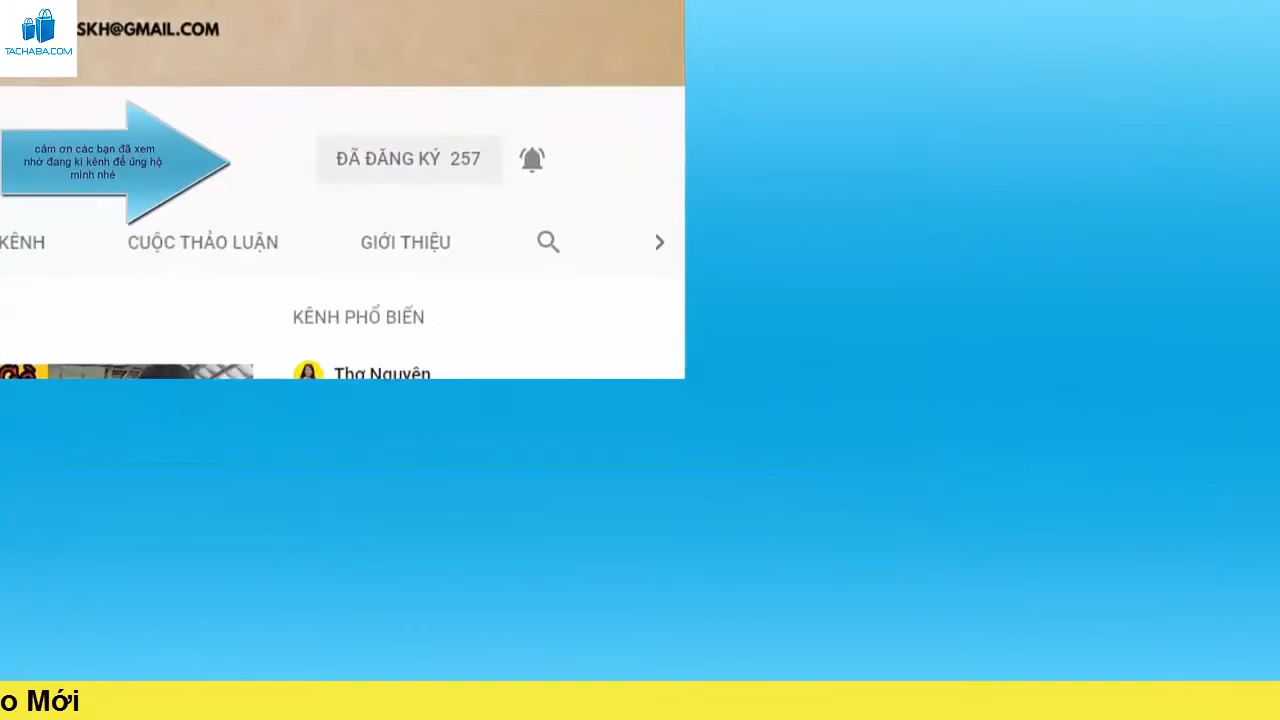 SKH@GMAIL.COM
TACHABA.COM
cảm ơn các bạn đã xem
nhờ đang kí kênh để ủng hộ
mình nhé
ĐÃ ĐĂNG KÝ 257
KÊNH
CUỘC THẢO LUẬN
GIỚI THIỆU
KÊNH PHỔ BIẾN
Thơ Nguyên
o Mới